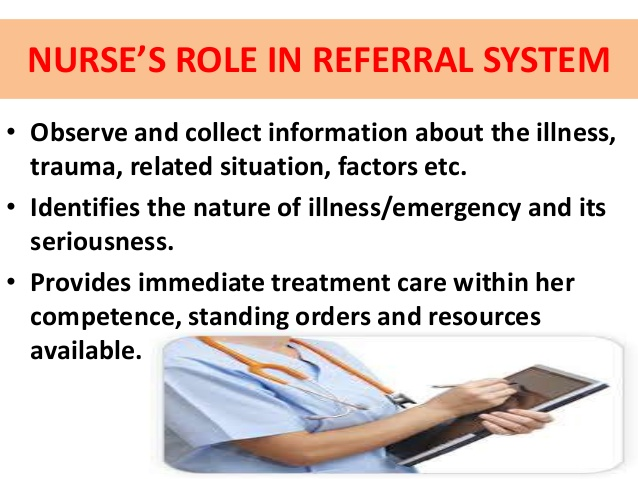 NURSE’S ROLE IN REFERRAL SYSTEM
• Observe and collect information about the illness,
trauma, related situation, factors etc.
• Identifies the nature of illness/emergency and its
seriousness.
• Provides immediate treatment care within her
competence, standing orders and resources
available.